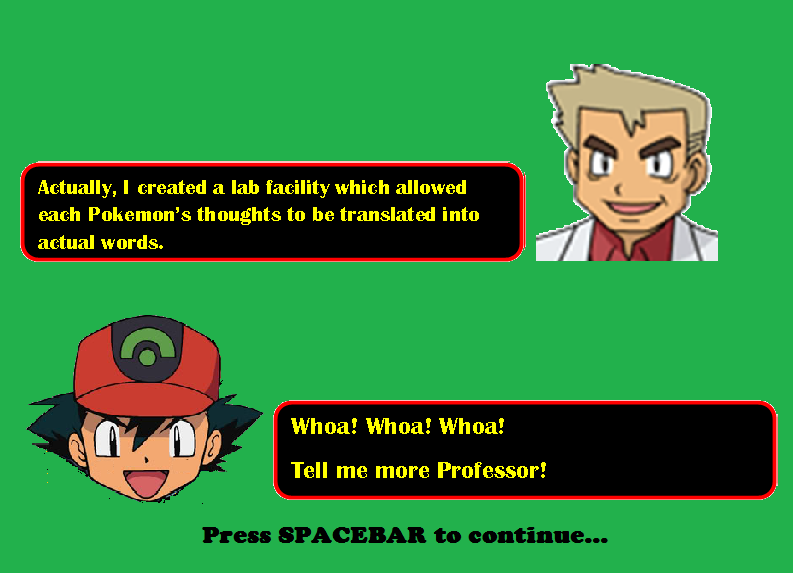 Actually, I created a lab facility which allowed
each Pokemon's thoughts to be translated into
actual words.
Whoa! Whoa! Whoa!
Tell me more Professor!
Press SPACEBAR to continue...